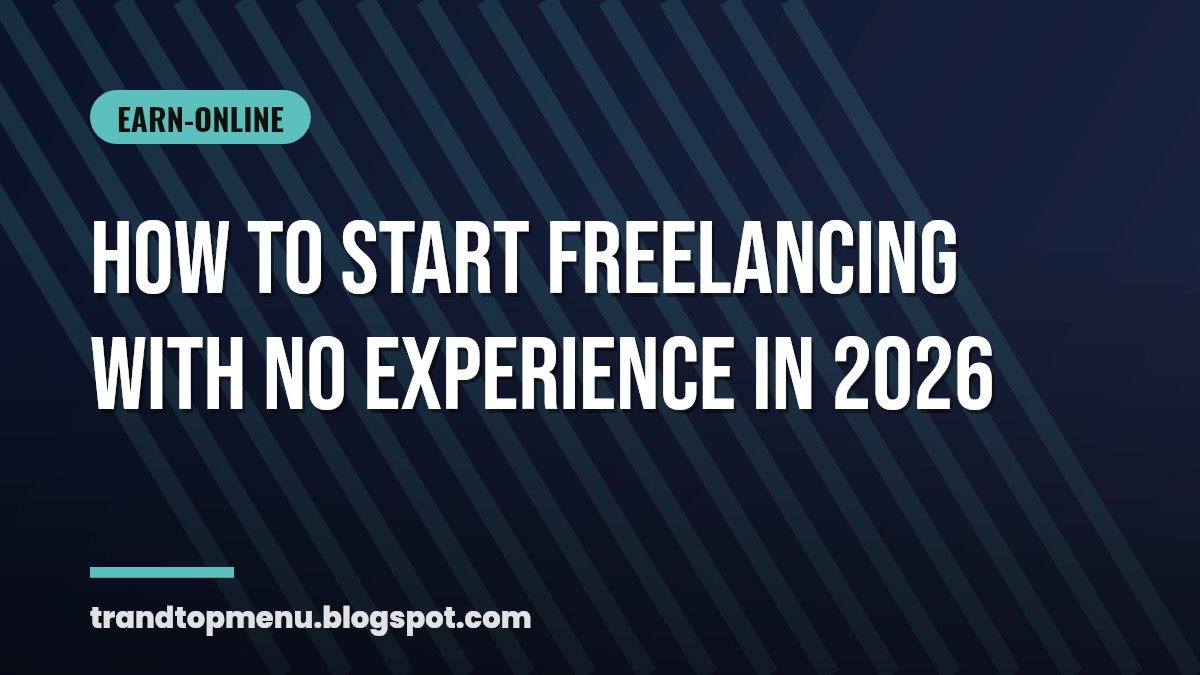 EARN-ONLINE
HOW TO START FREELANCING
WITH NO EXPERIENCE IN 2026
trandtopmenu.blogspot.com